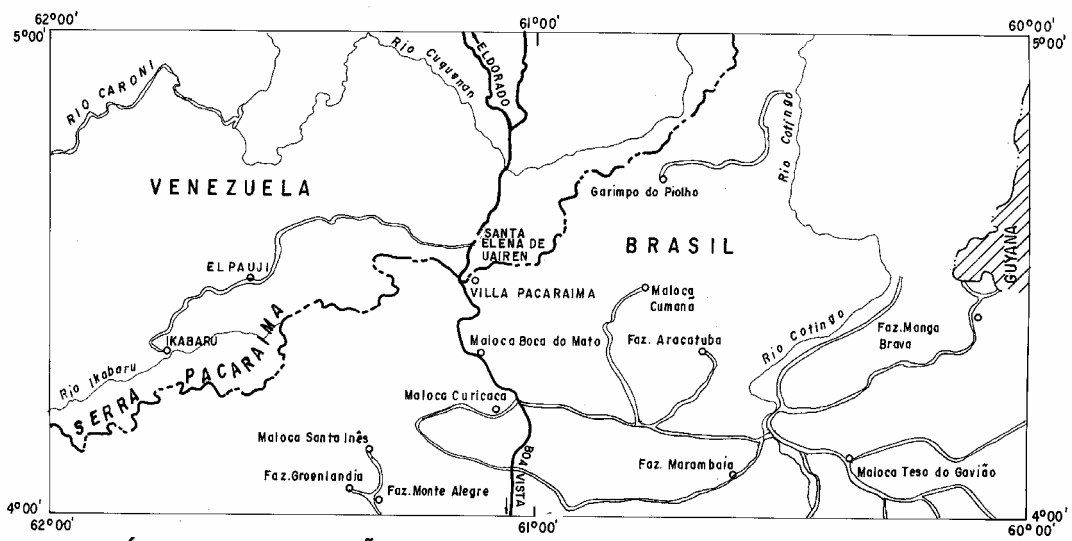 62°00'
61°00'
60°00'
5°00'
5°00'
RIO CARONI
Rio Cuquenan
ELDORADO
Rio Cotingo
Garimpo do Piolho
VENEZUELA
BRASIL
GUYANA
SANTA
ELENA DE
UAIREN
EL PAUJI
VILLA PACARAIMA
Maloca
Cumanã
IKABARU
Maloca Boca do Mato
Faz. Aracatuba
Rio Cotingo
Faz. Manga
Brava
Rio Ikabaru
SERRA PACARAIMA
Maloca Curicaca
Maloca Santa Inês
BOA VISTA
Faz. Groenlandia
Faz. Monte Alegre
Faz. Marambaia
Maloca Teso do Gavião
4°00'
4°00'
62°00'
61°00'
60°00'